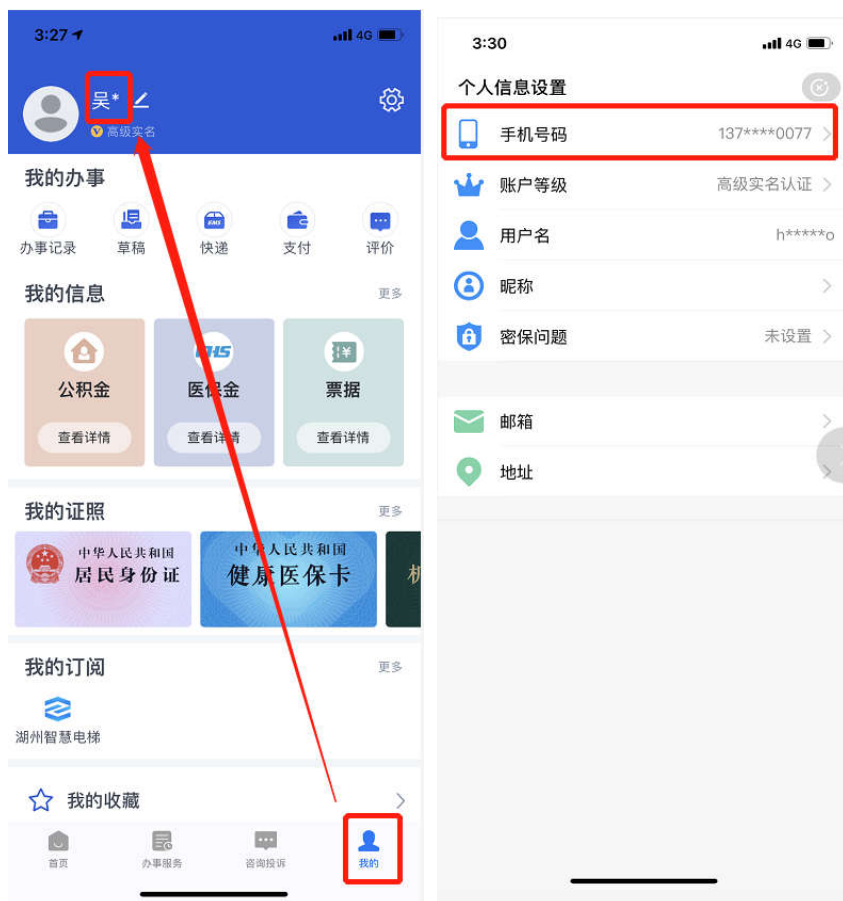 3:27
4G
吴*
高级实名
我的办事
办事记录 草稿 快递 支付 评价
我的信息 更多
公积金 医保金 票据
查看详情 查看详情 查看详情
我的证照 更多
中华人民共和国
居民身份证
中华人民共和国
健康医保卡
我的订阅 更多
湖州智慧电梯
我的收藏
首页 办事服务 咨询投诉 我的
3:30
4G
个人信息设置
手机号码 137****0077
账户等级 高级实名认证
用户名 h*****o
昵称
密保问题 未设置
邮箱
地址